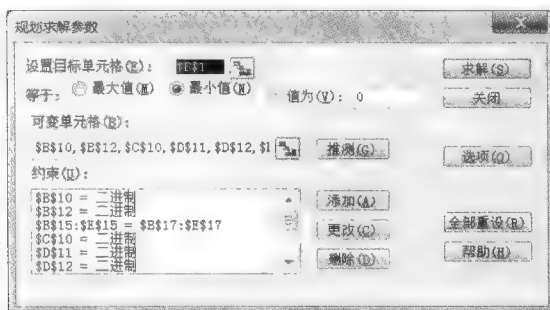 规划求解参数
设置目标单元格(E): 求解(S)
等于: 最大值(M) 最小值(N) 值为(V): 0 关闭
可变单元格(B):
$B$10,$B$12,$C$10,$D$11,$D$12,$ 推测(G) 选项(O)
约束(U):
$B$10 = 二进制 添加(A)
$B$12 = 二进制
$B$15:$E$15 = $B$17:$E$17 更改(C) 全部重设(R)
$C$10 = 二进制
$D$11 = 二进制 删除(D) 帮助(H)
$D$12 = 二进制